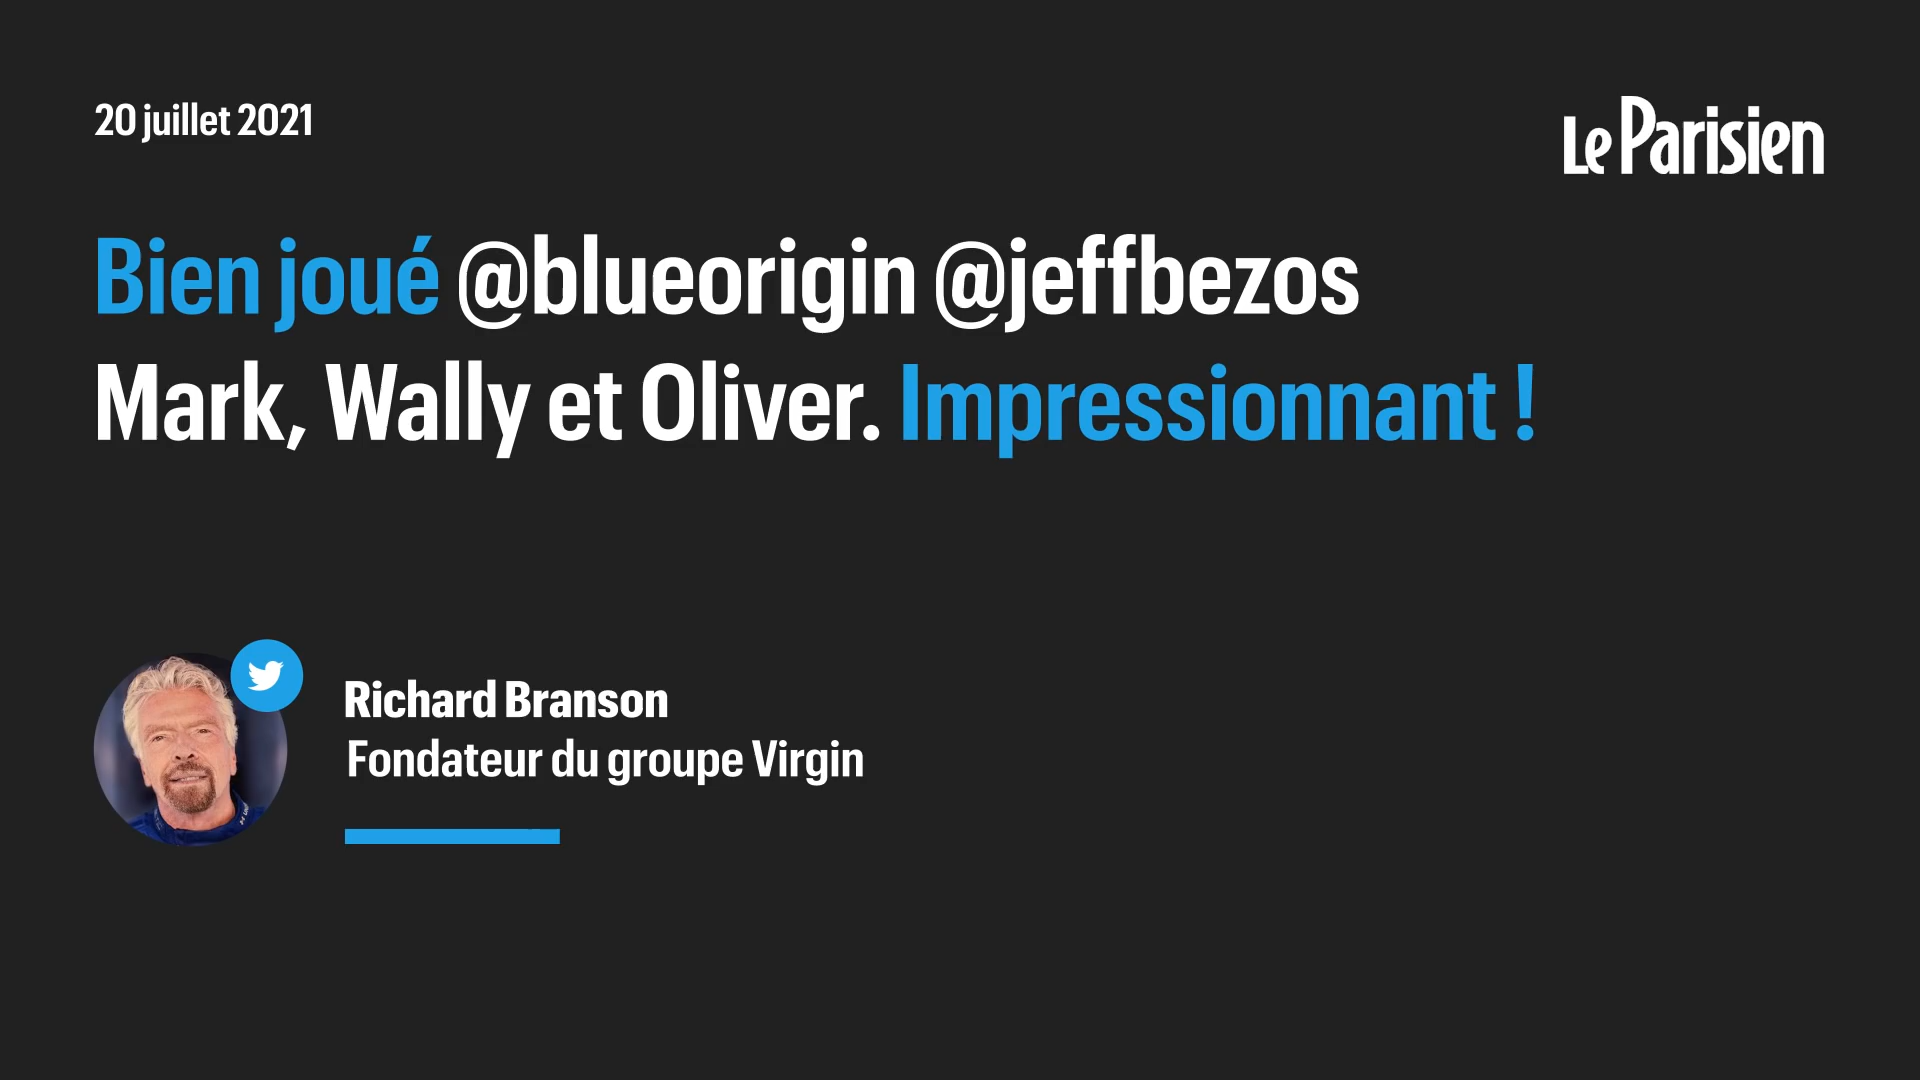 20 juillet 2021
Le Parisien
Bien joué @blueorigin @jeffbezos
Mark, Wally et Oliver. Impressionnant !
Richard Branson
Fondateur du groupe Virgin